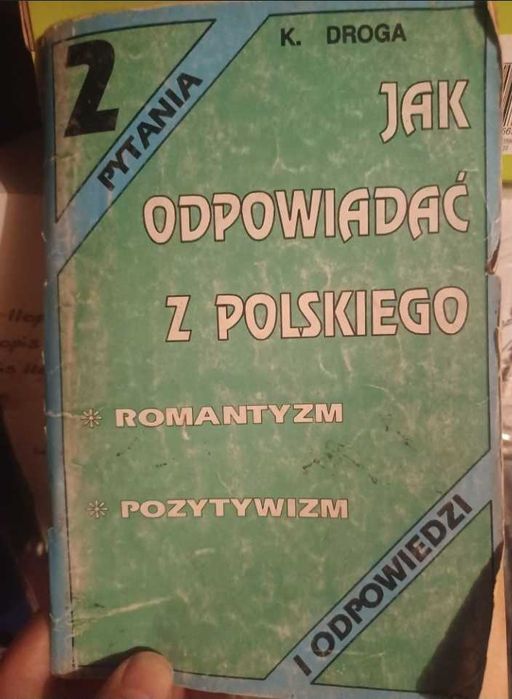 2
PYTANIA
K. DROGA
JAK
ODPOWIADAĆ
Z POLSKIEGO
* ROMANTYZM
* POZYTYWIZM
I ODPOWIEDZI